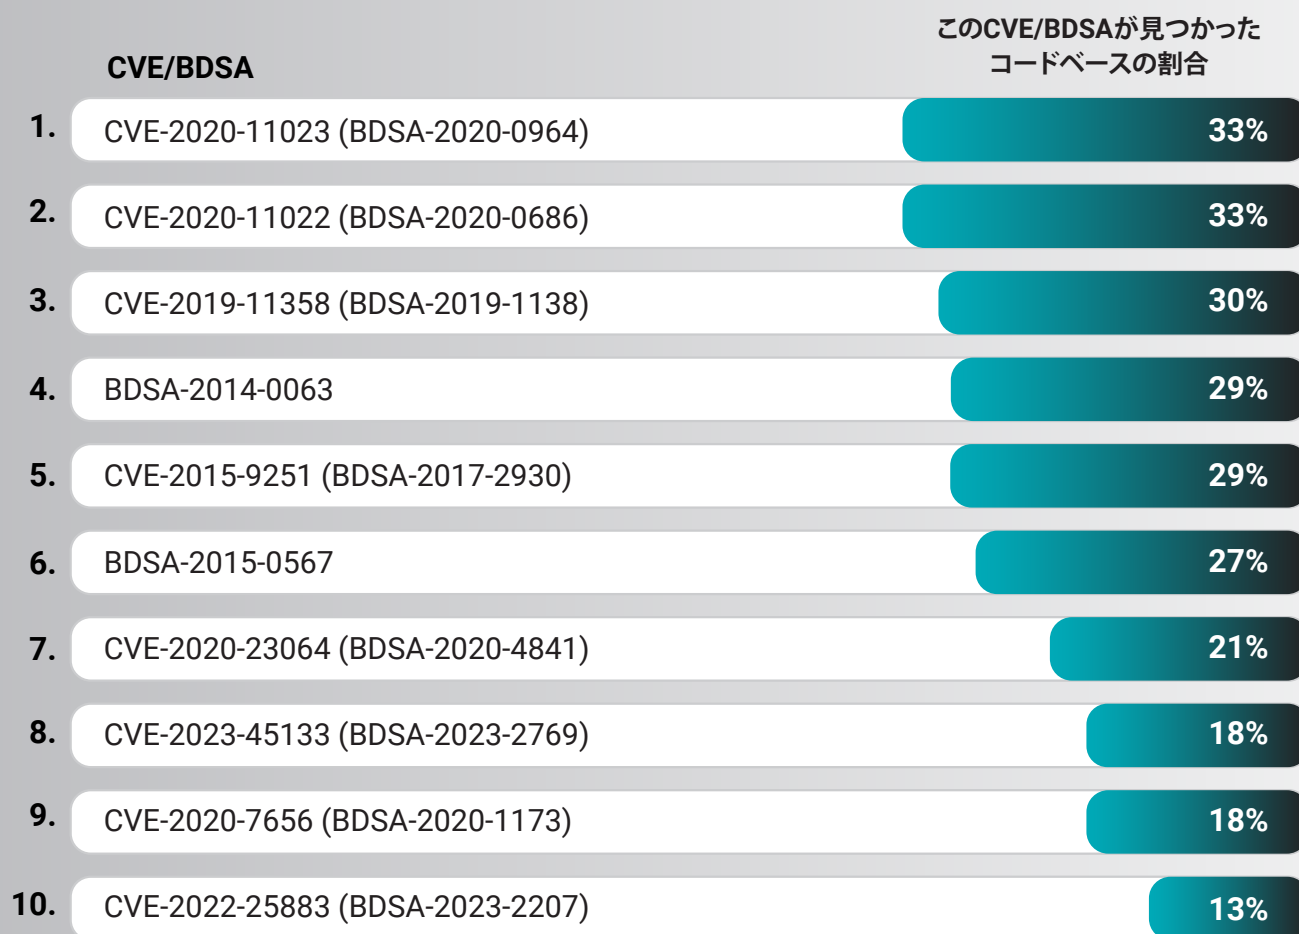 このCVE/BDSAが見つかった
コードベースの割合
CVE/BDSA
1. CVE-2020-11023 (BDSA-2020-0964) 33%
2. CVE-2020-11022 (BDSA-2020-0686) 33%
3. CVE-2019-11358 (BDSA-2019-1138) 30%
4. BDSA-2014-0063 29%
5. CVE-2015-9251 (BDSA-2017-2930) 29%
6. BDSA-2015-0567 27%
7. CVE-2020-23064 (BDSA-2020-4841) 21%
8. CVE-2023-45133 (BDSA-2023-2769) 18%
9. CVE-2020-7656 (BDSA-2020-1173) 18%
10. CVE-2022-25883 (BDSA-2023-2207) 13%